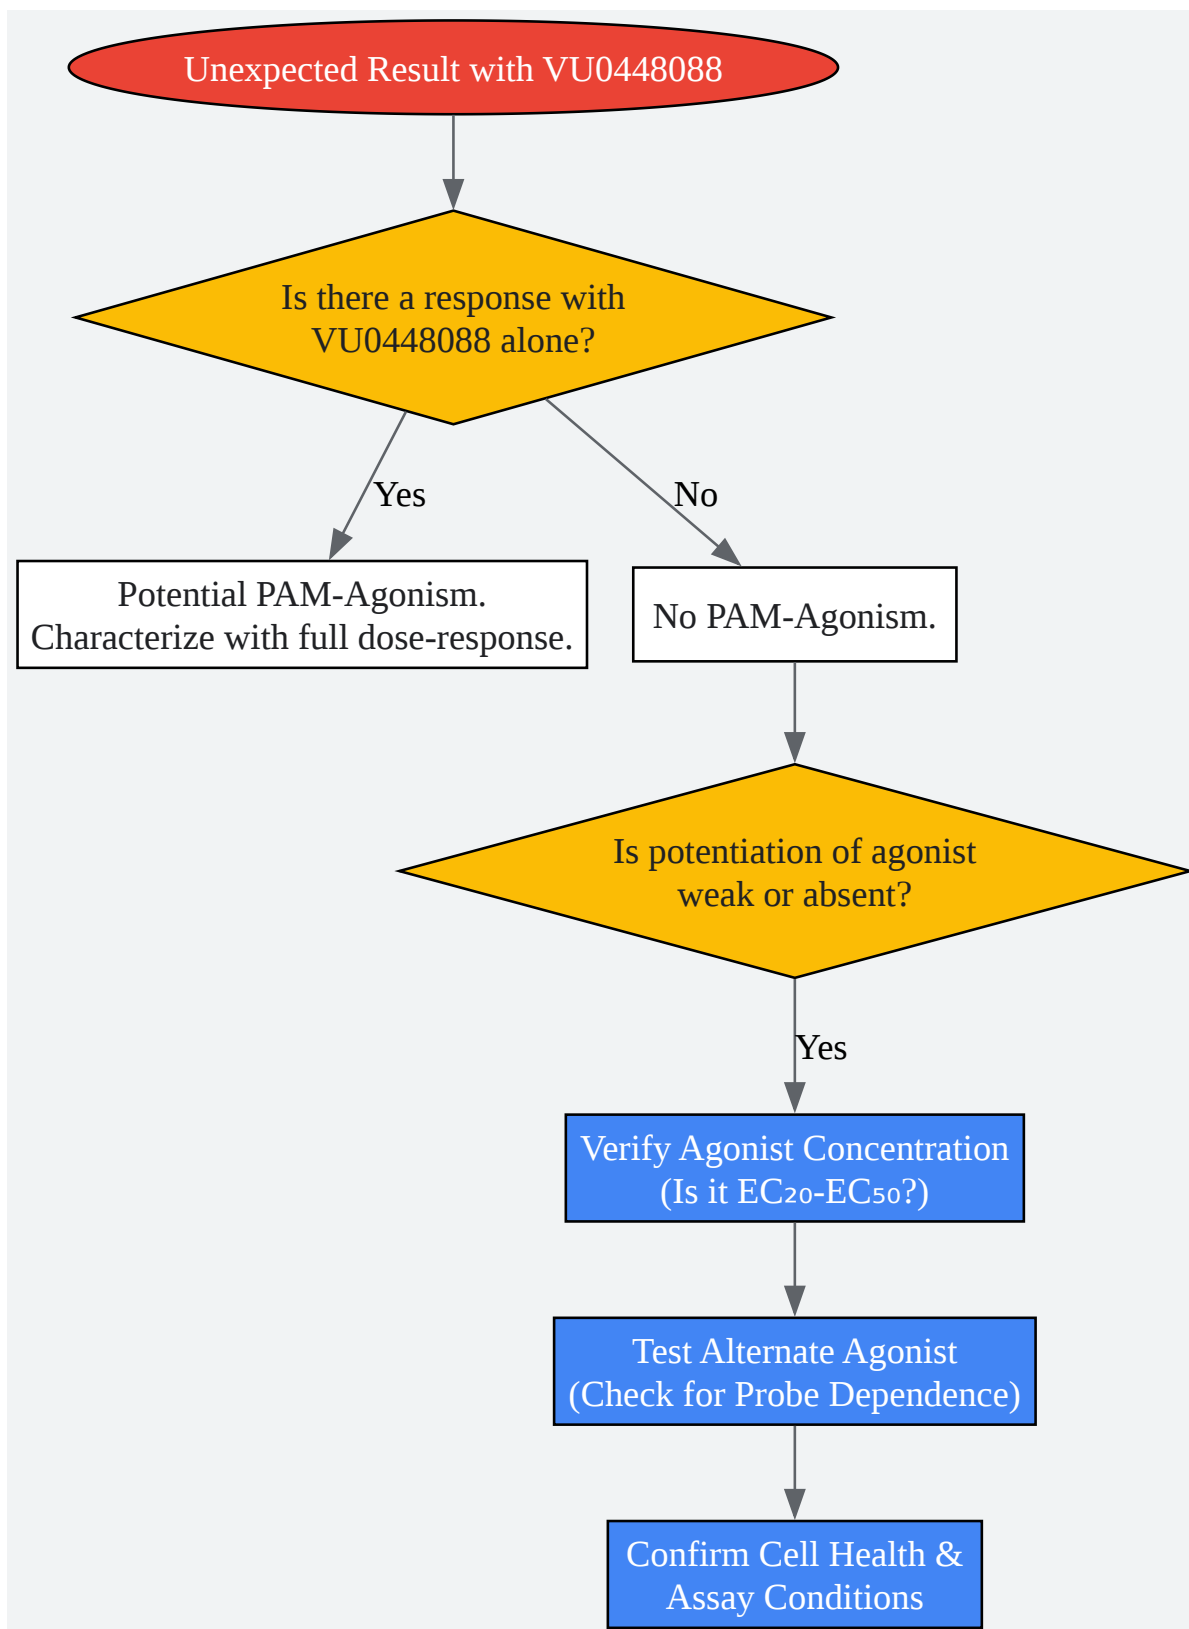 Unexpected Result with VU0448088
Is there a response with
VU0448088 alone?
Yes
No
Potential PAM-Agonism.
Characterize with full dose-response.
No PAM-Agonism.
Is potentiation of agonist
weak or absent?
Yes
Verify Agonist Concentration
(Is it EC₂₀-EC₅₀?)
Test Alternate Agonist
(Check for Probe Dependence)
Confirm Cell Health &
Assay Conditions